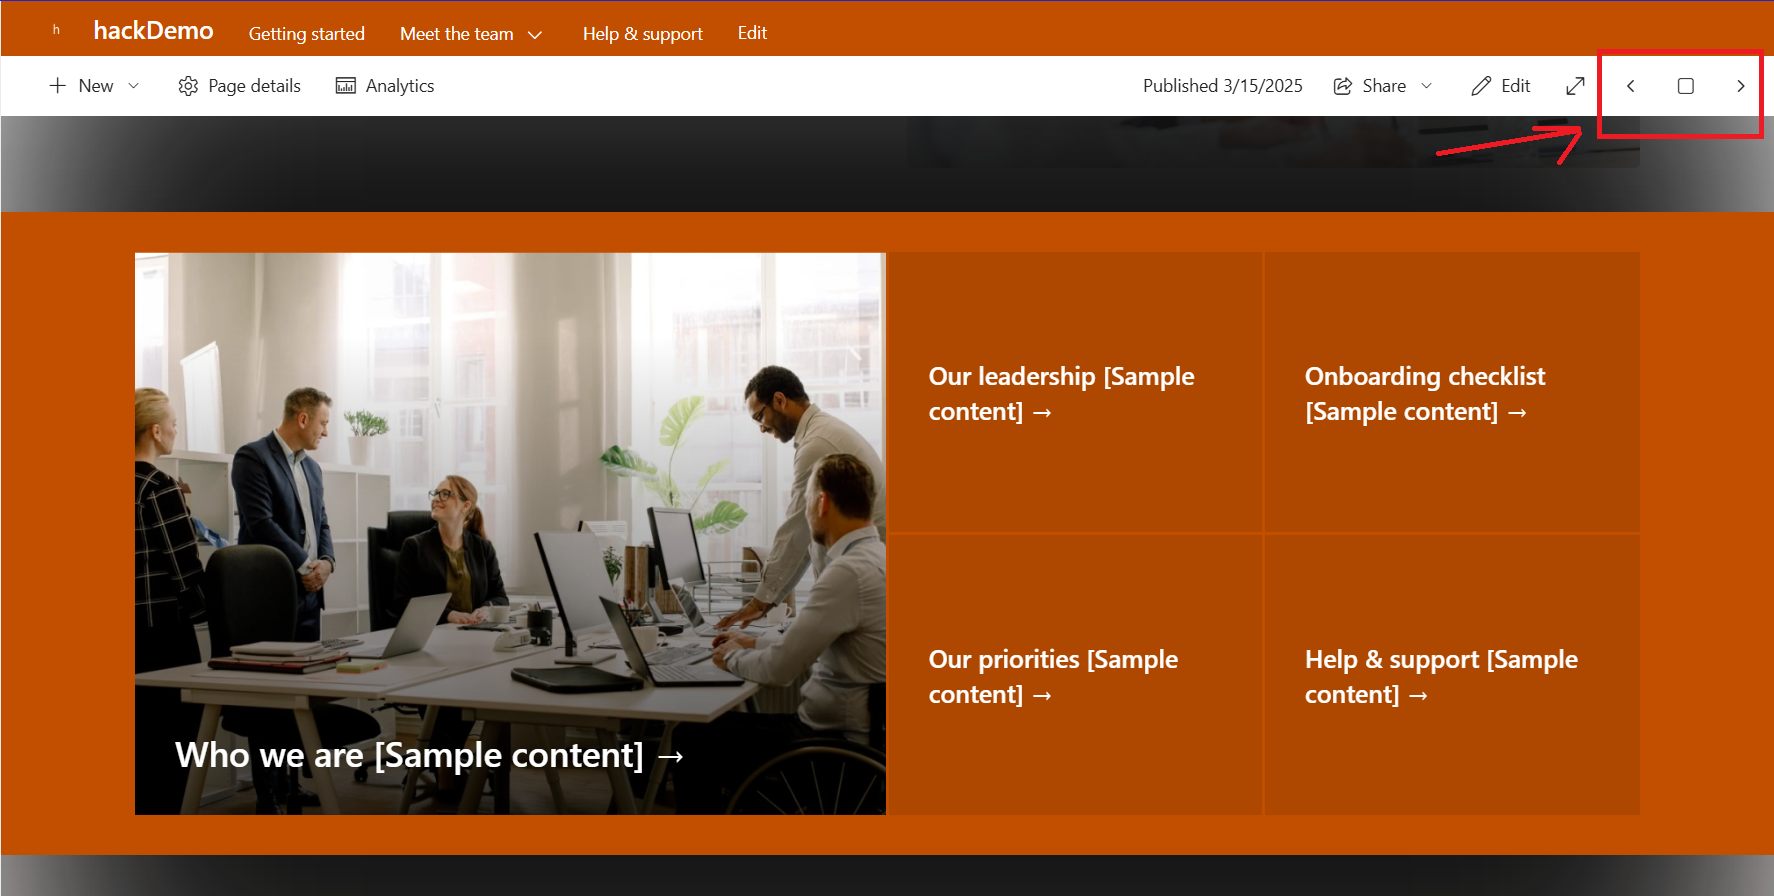 h
hackDemo
Getting started
Meet the team
Help & support
Edit
New
Page details
Analytics
Published 3/15/2025
Share
Edit
Our leadership [Sample
content] →
Onboarding checklist
[Sample content] →
Our priorities [Sample
content] →
Help & support [Sample
content] →
Who we are [Sample content] →